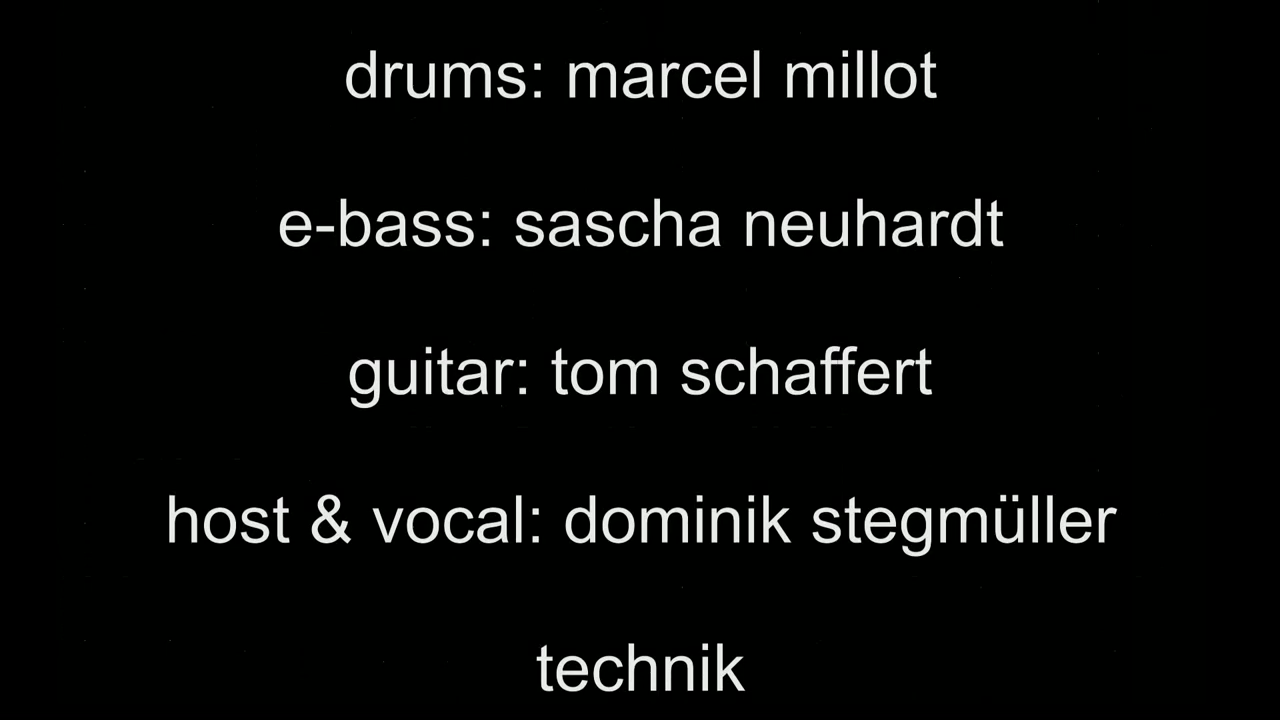 drums: marcel millot
e-bass: sascha neuhardt
guitar: tom schaffert
host & vocal: dominik stegmüller
technik